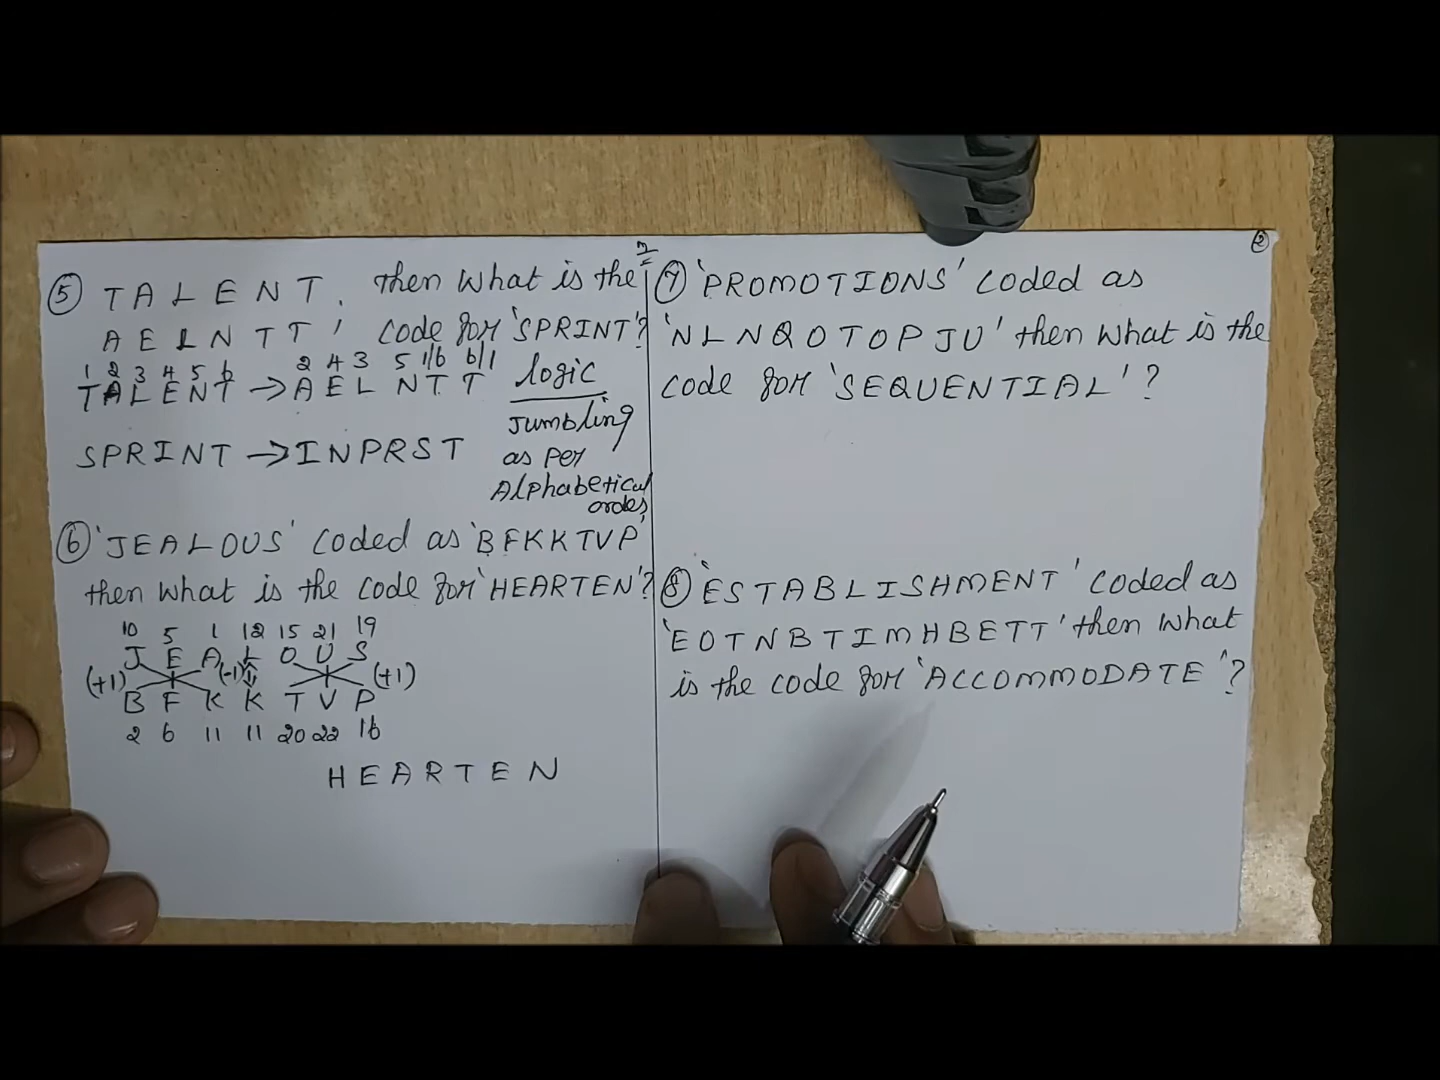 2/=
②
⑤ TALENT, then what is the
AELNTT' code for 'SPRINT'?
1 2 3 4 5 6 2 4 3 5 1/6 6/1
TALENT → AELNTT logic
Jumbling
SPRINT → INPRST as per
Alphabetical
order
⑥ 'JEALOUS' coded as 'BFKKTVP'
then what is the code for 'HEARTEN'?
10 5 1 12 15 21 19
J E A L O U S
(+1) (-1) (+1)
B F K K T V P
2 6 11 11 20 22 16
HEARTEN
⑦ 'PROMOTIONS' coded as
'NLNQOTOPJU' then what is the
code for 'SEQUENTIAL'?
⑧ 'ESTABLISHMENT' coded as
'EOTNBTIMHBETT' then what
is the code for 'ACCOMMODATE'?